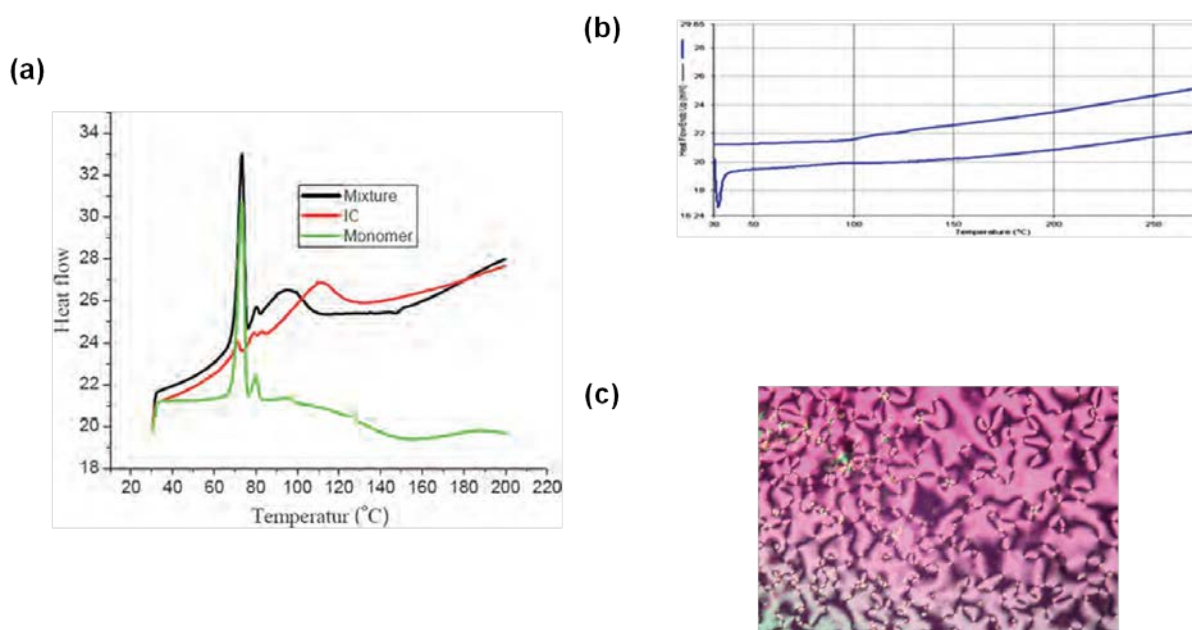 (a)
34
32
30
28
26
24
22
20
18
Heat flow
Mixture
IC
Monomer
20 40 60 80 100 120 140 160 180 200 220
Temperatur (°C)
(b)
29.65
28
26
24
22
20
18
30 50 100 150 200 250
Temperature (°C)
(c)